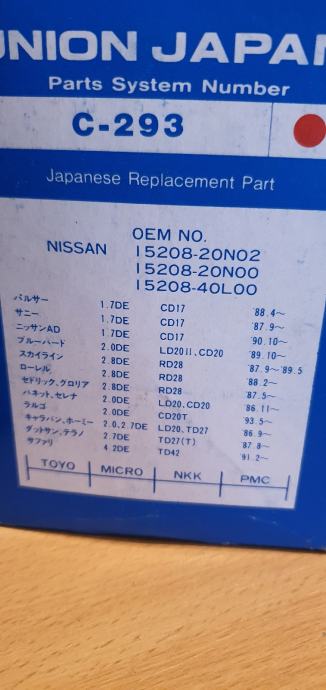 UNION JAPAN
Parts System Number
C-293
Japanese Replacement Part
OEM NO.
NISSAN 15208-20N02
15208-20N00
15208-40L00
パルサー 1.7DE CD17 '88.4~
サニー 1.7DE CD17 '87.9~
ニッサンAD 1.7DE CD17 '90.10~
ブルーバード 2.0DE LD20II,CD20 '89.10~
スカイライン 2.8DE RD28 '87.9~'89.5
ローレル 2.8DE RD28 '88.2~
セドリック,グロリア 2.8DE RD28 '87.5~
バネット,セレナ 2.0DE LD20,CD20 '86.11~
ラルゴ 2.0DE CD20T '93.5~
キャラバン,ホーミー 2.0,2.7DE LD20,TD27 '86.9~
ダットサン,テラノ 2.7DE TD27(T) '87.8~
サファリ 4.2DE TD42 '91.2~
TOYO MICRO NKK PMC